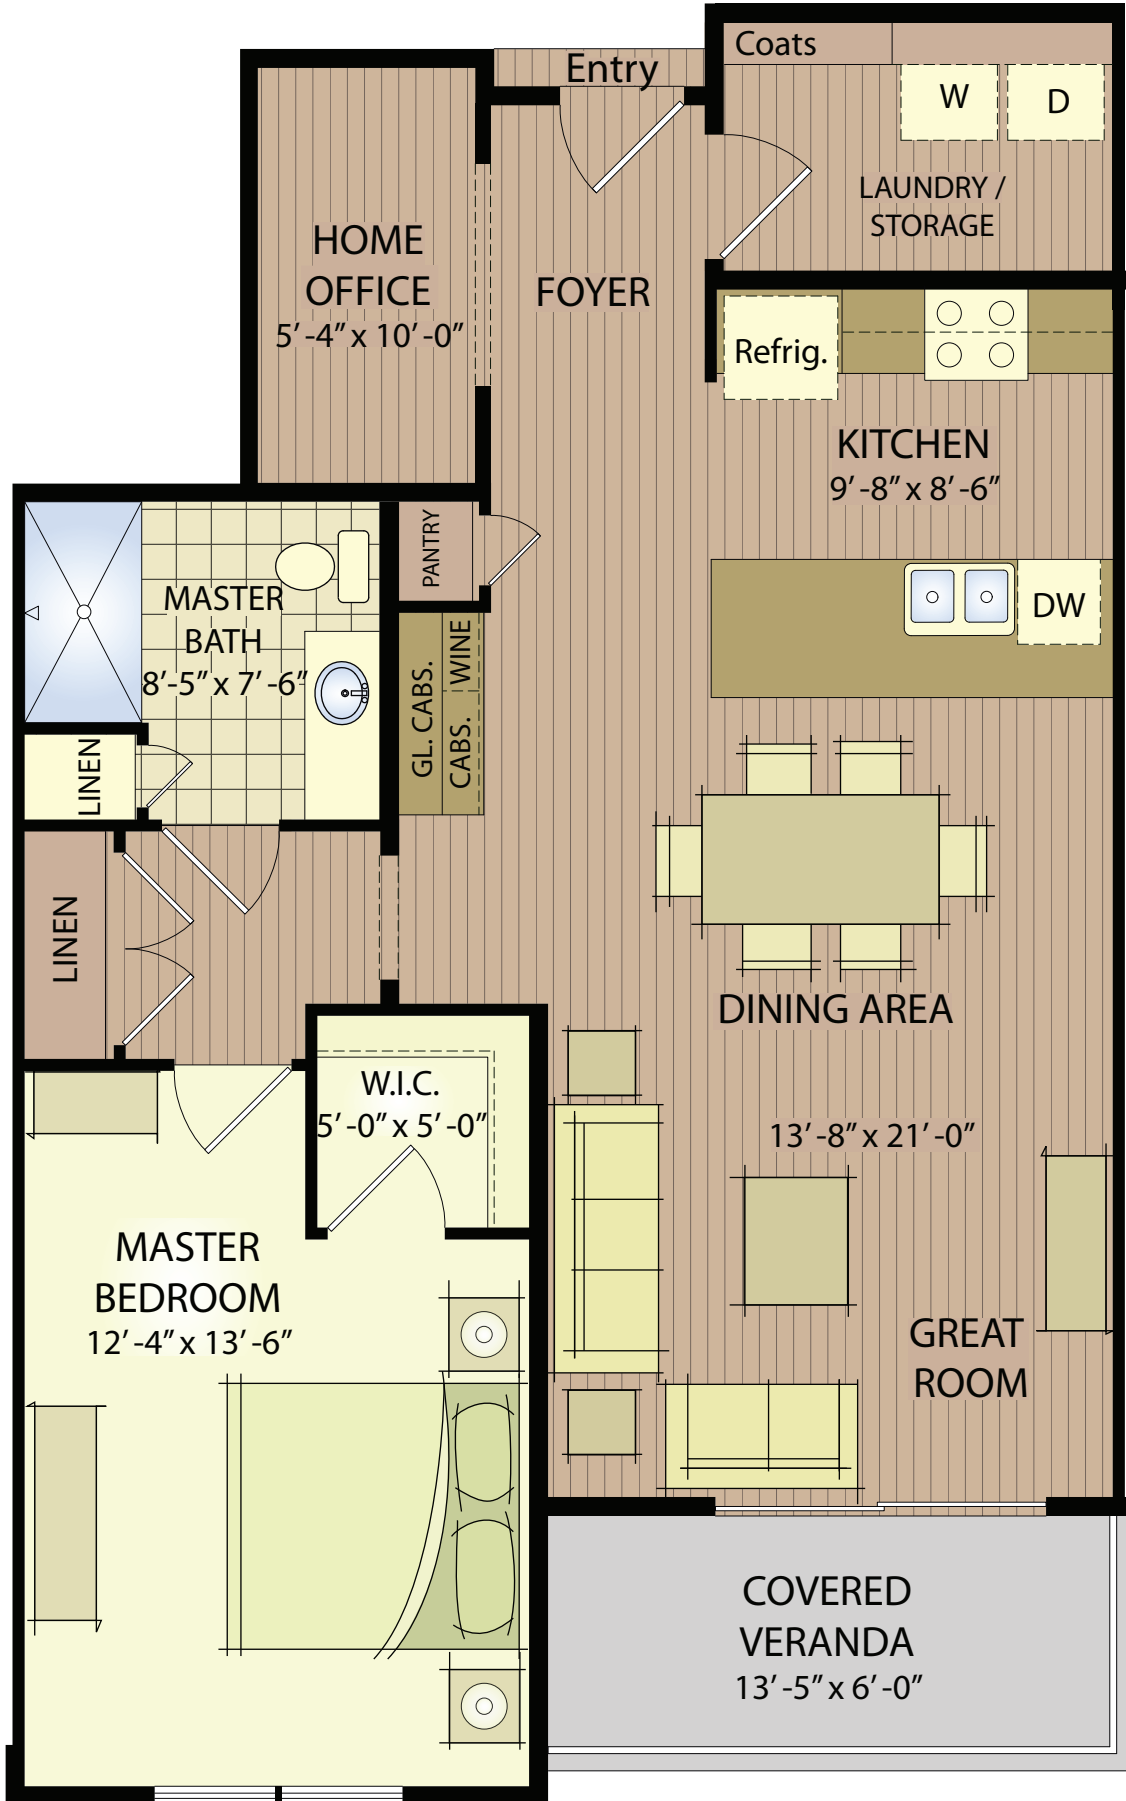 Coats
Entry
W
D
LAUNDRY /
STORAGE
HOME
OFFICE
5'-4" x 10'-0"
FOYER
Refrig.
KITCHEN
9'-8" x 8'-6"
PANTRY
MASTER
BATH
8'-5" x 7'-6"
DW
GL. CABS.
CABS.
WINE
LINEN
LINEN
DINING AREA
W.I.C.
5'-0" x 5'-0"
13'-8" x 21'-0"
MASTER
BEDROOM
12'-4" x 13'-6"
GREAT
ROOM
COVERED
VERANDA
13'-5" x 6'-0"